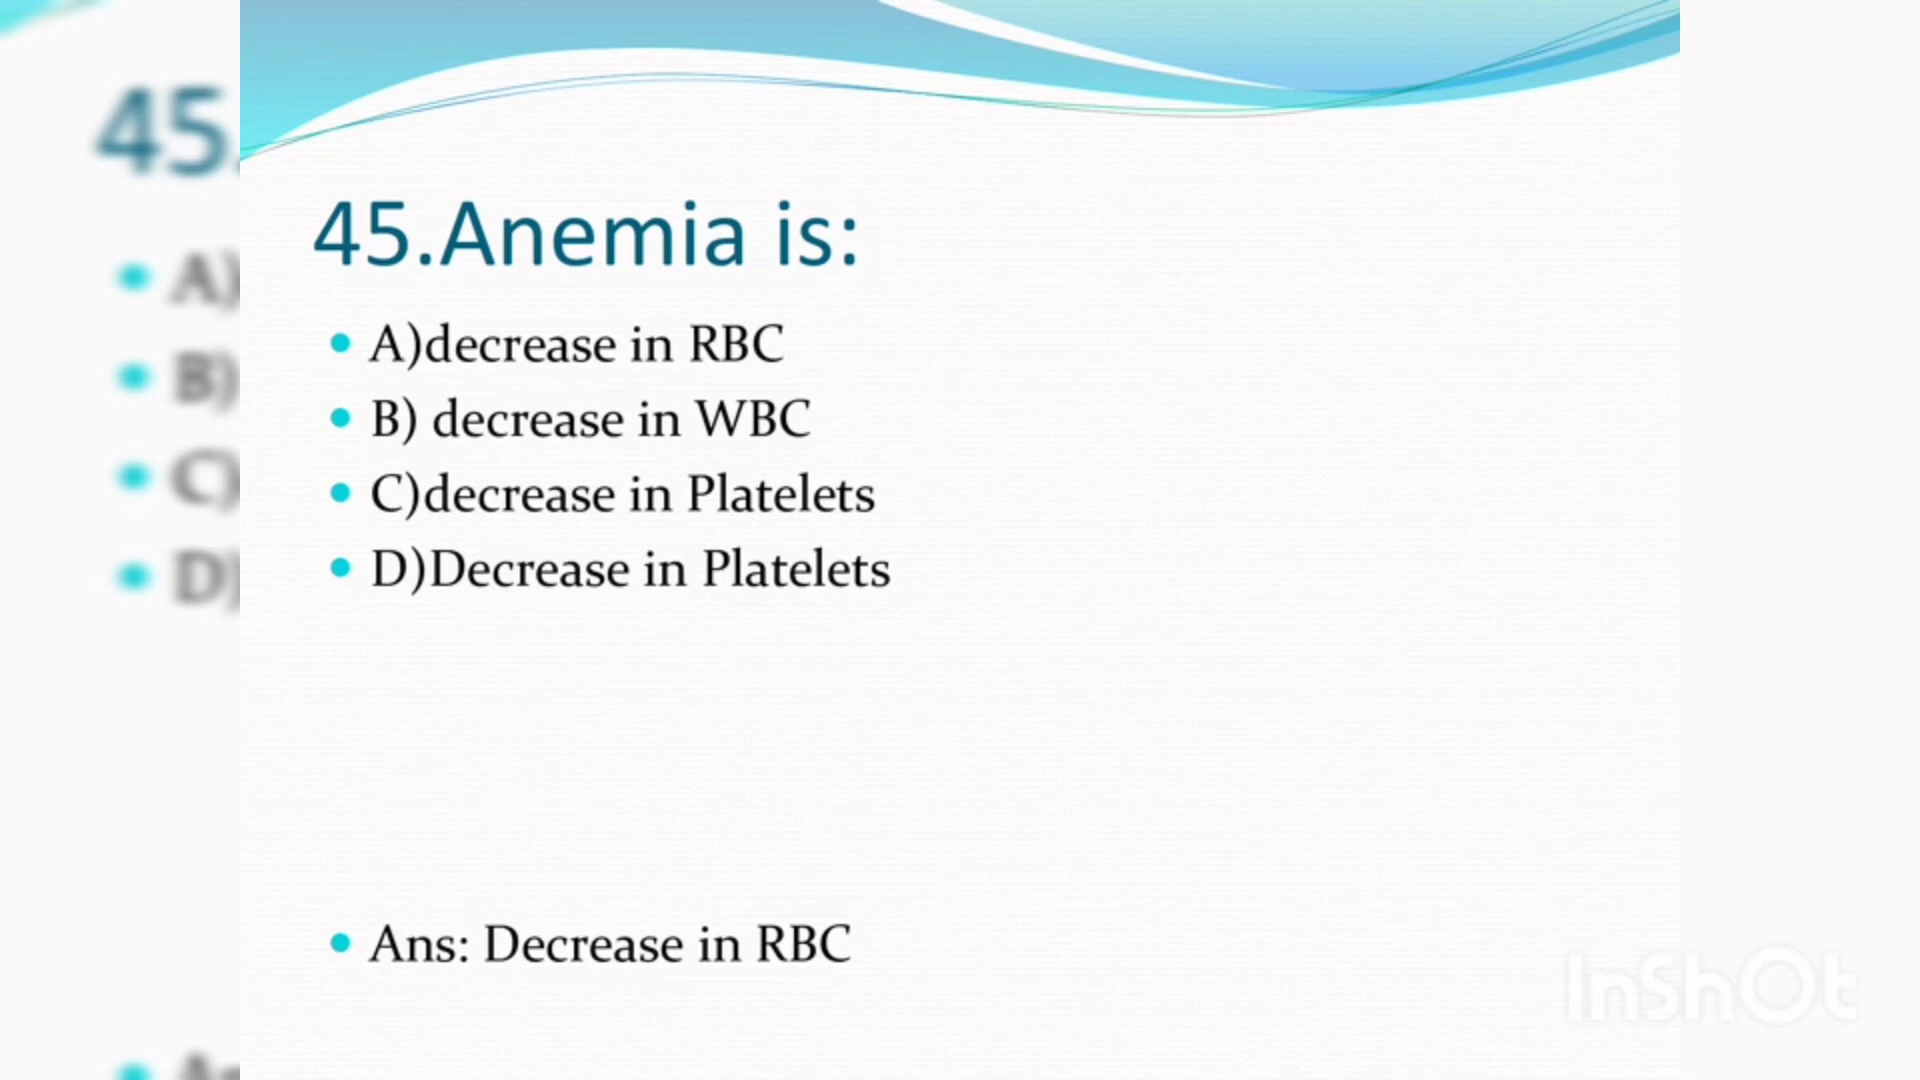 45.Anemia is:
A)decrease in RBC
B) decrease in WBC
C)decrease in Platelets
D)Decrease in Platelets
Ans: Decrease in RBC
InShOt
45.
A)
B)
C)
D)